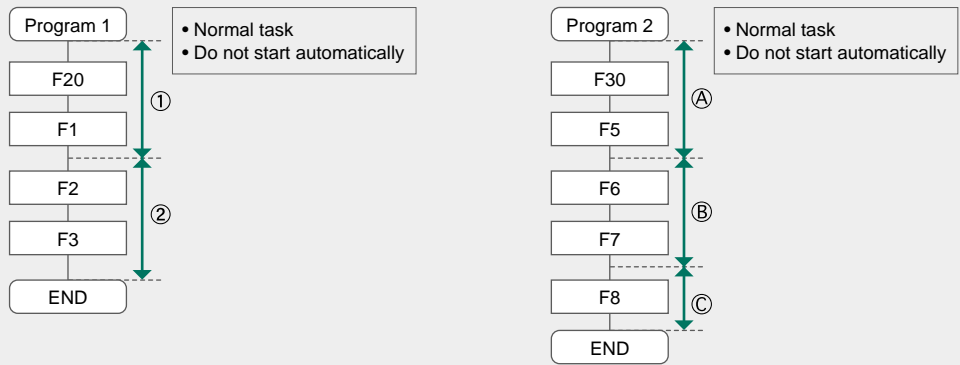 Program 1
• Normal task
• Do not start automatically
F20
F1
①
F2
F3
②
END
Program 2
• Normal task
• Do not start automatically
F30
F5
Ⓐ
F6
F7
Ⓑ
F8
Ⓒ
END